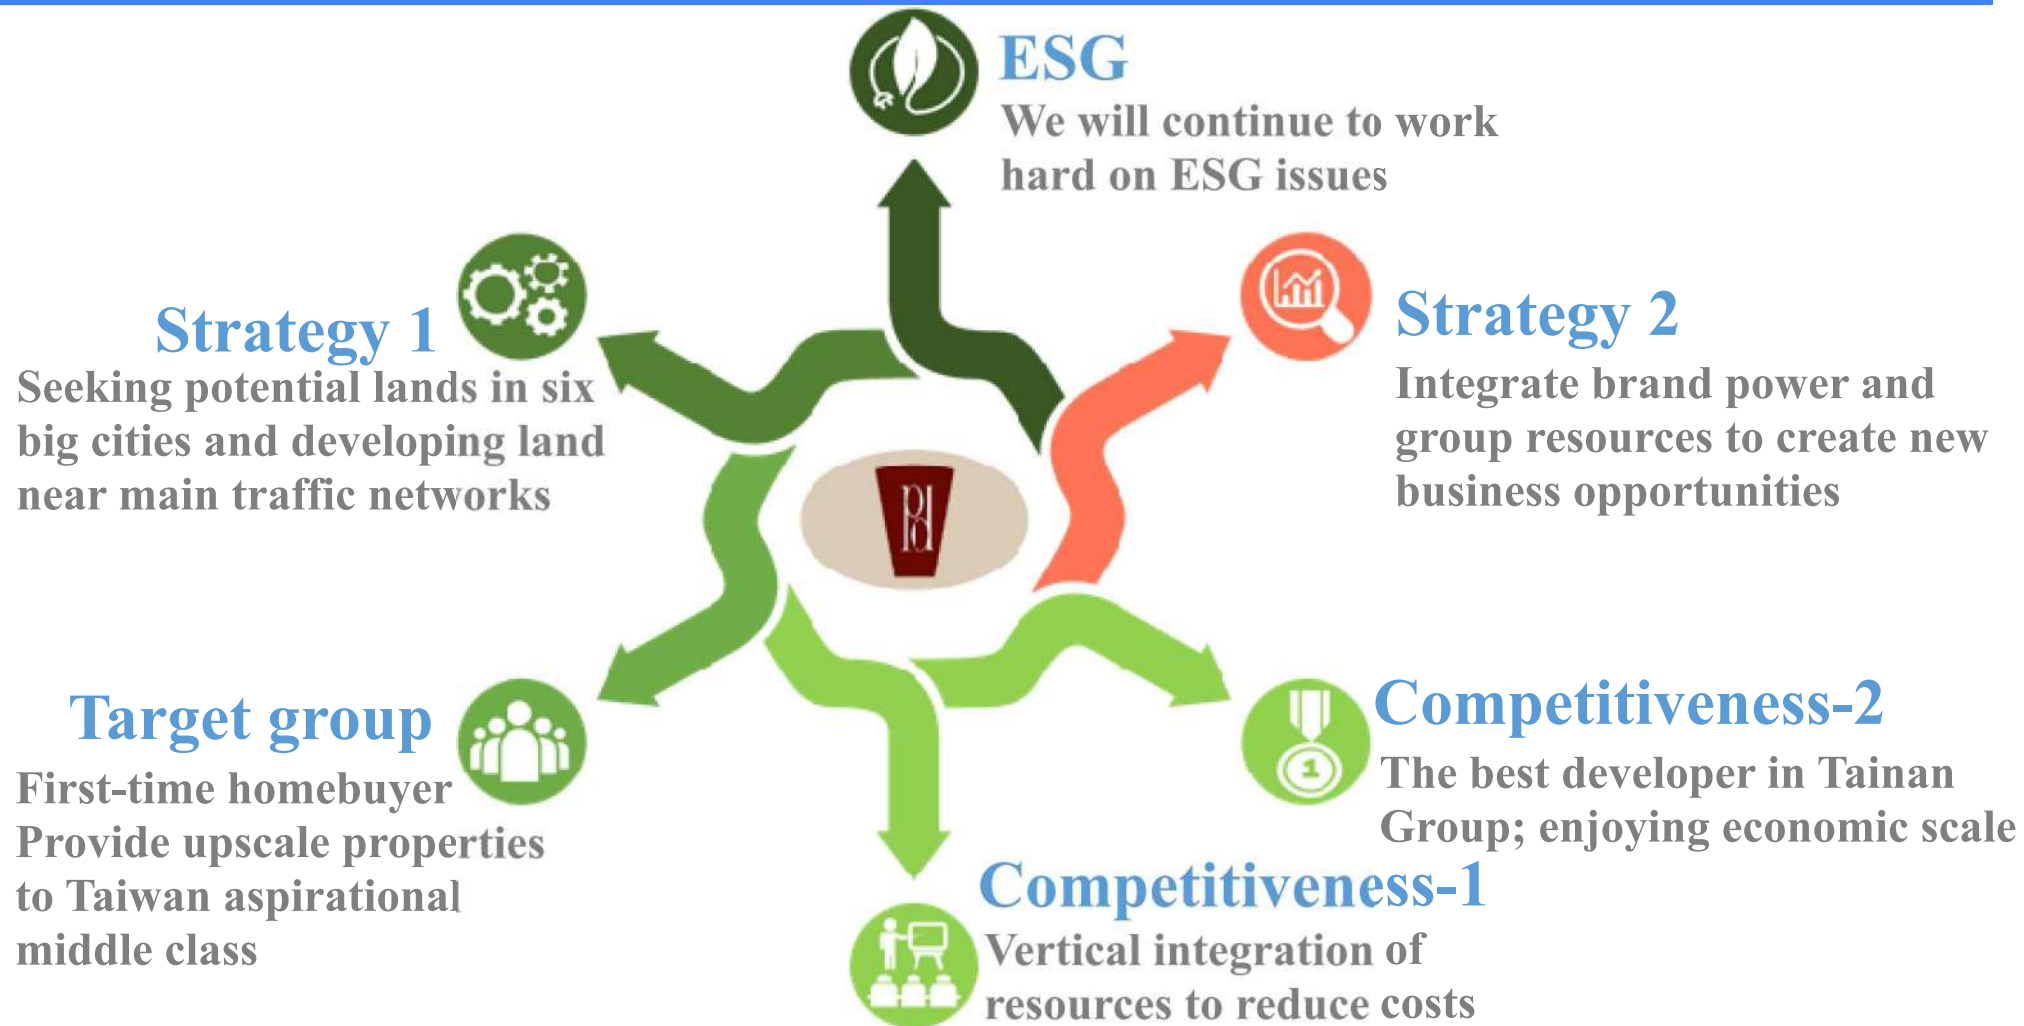 ESG
We will continue to work
hard on ESG issues
Strategy 1
Seeking potential lands in six
big cities and developing land
near main traffic networks
Strategy 2
Integrate brand power and
group resources to create new
business opportunities
Pd
Target group
First-time homebuyer
Provide upscale properties
to Taiwan aspirational
middle class
Competitiveness-2
1
The best developer in Tainan
Group; enjoying economic scale
Competitiveness-1
Vertical integration of
resources to reduce costs